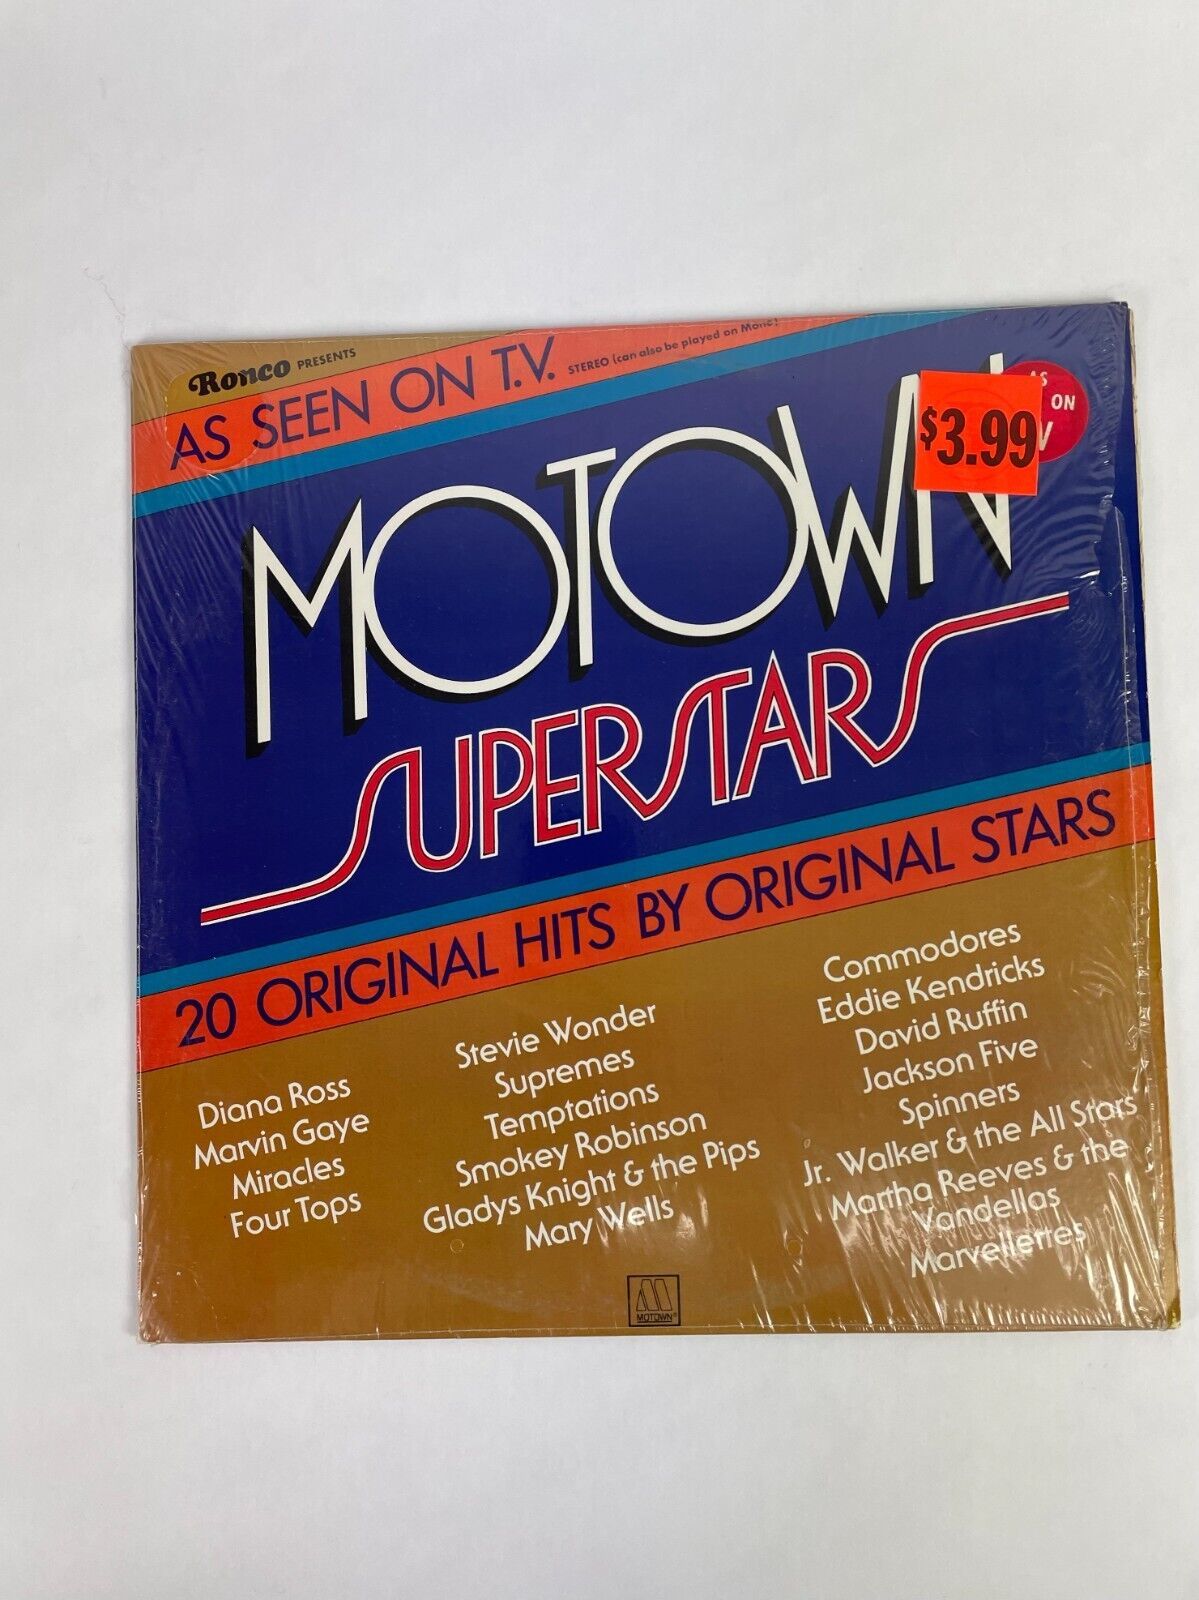 Ronco PRESENTS
AS SEEN ON T.V. STEREO (can also be played on Mono)
AS
ON
V
$3.99
MOTOWN
SUPERSTARS
20 ORIGINAL HITS BY ORIGINAL STARS
Diana Ross
Marvin Gaye
Miracles
Four Tops
Stevie Wonder
Supremes
Temptations
Smokey Robinson
Gladys Knight & the Pips
Mary Wells
Commodores
Eddie Kendricks
David Ruffin
Jackson Five
Spinners
Jr. Walker & the All Stars
Martha Reeves & the
Vandellas
Marvellettes
MOTOWN®